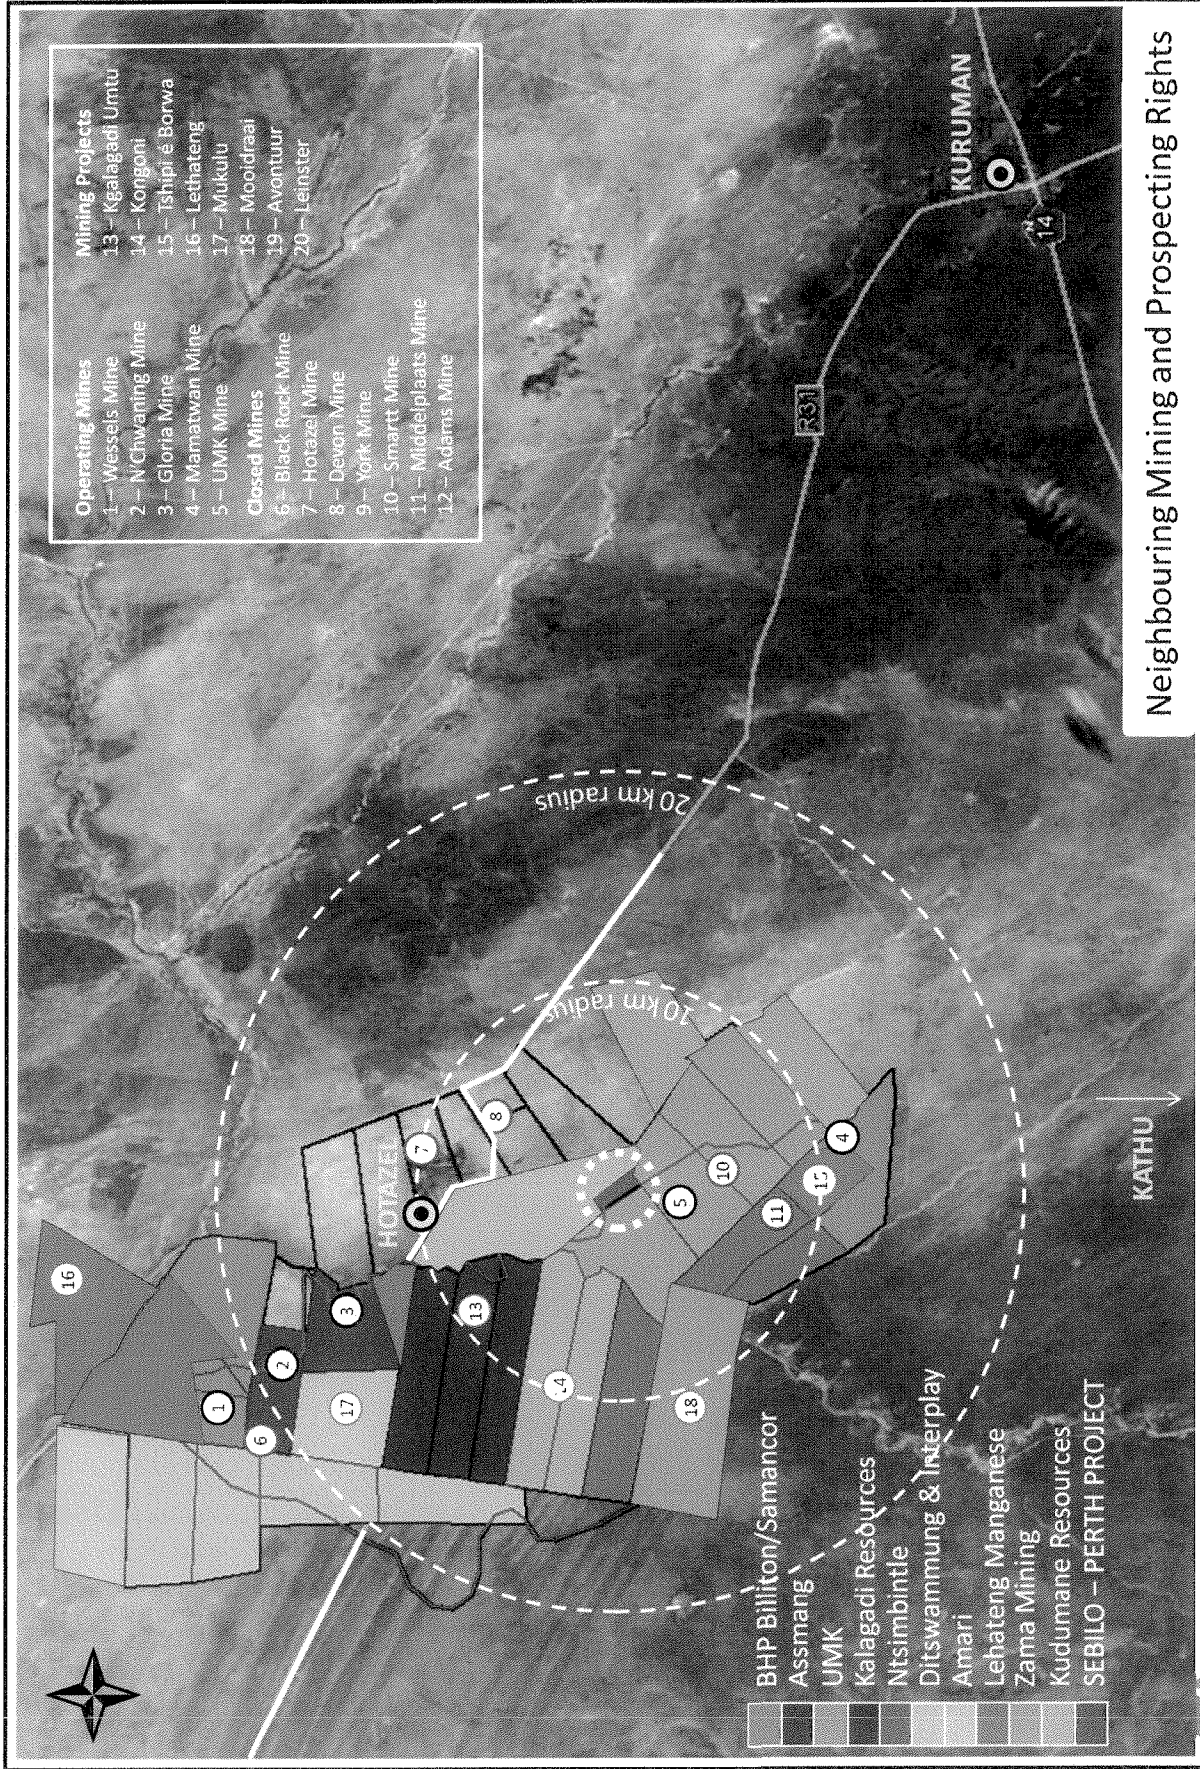 Operating Mines
1 – Wessels Mine
2 – N'Chwaning Mine
3 – Gloria Mine
4 – Mamatwan Mine
5 – UMK Mine
Closed Mines
6 – Black Rock Mine
7 – Hotazel Mine
8 – Devon Mine
9 – York Mine
10 – Smartt Mine
11 – Middelplaats Mine
12 – Adams Mine
Mining Projects
13 – Kgalagadi Umtu
14 – Kongoni
15 – Tshipi é Borwa
16 – Lethateng
17 – Mukulu
18 – Mooidraai
19 – Avontuur
20 – Leinster
16
1
2
3
6
17
13
14
18
HOTAZEL
7
8
5
10
11
15
4
10 km radius
20 km radius
R31
KURUMAN
N
14
KATHU
BHP Billiton/Samancor
Assmang
UMK
Kalagadi Resources
Ntsimbintle
Ditswammung & Interplay
Amari
Lehateng Manganese
Zama Mining
Kudumane Resources
SEBILO – PERTH PROJECT
Neighbouring Mining and Prospecting Rights